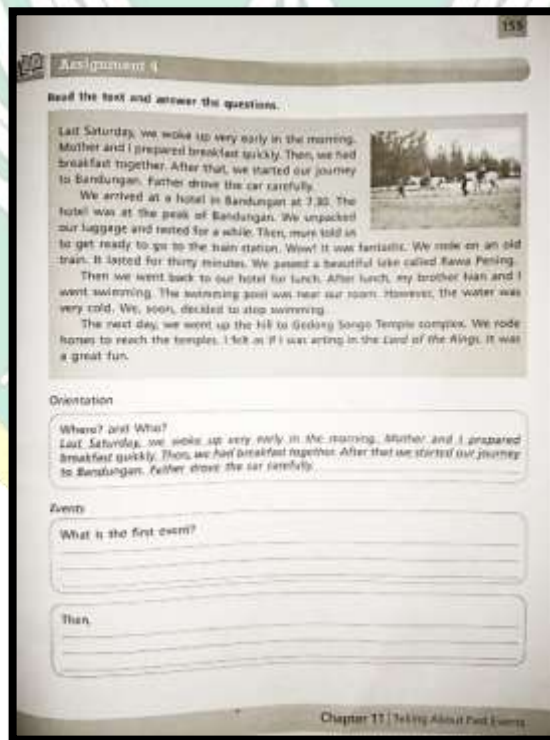 155
Assignment 4
Read the text and answer the questions.
Last Saturday, we woke up very early in the morning.
Mother and I prepared breakfast quickly. Then, we had
breakfast together. After that, we started our journey
to Bandungan. Father drove the car carefully.
We arrived at a hotel in Bandungan at 7.30. The
hotel was at the peak of Bandungan. We unpacked
our luggage and rested for a while. Then, mum told us
to get ready to go to the train station. Wow! It was fantastic. We rode on an old
train. It lasted for thirty minutes. We passed a beautiful lake called Rawa Pening.
Then we went back to our hotel for lunch. After lunch, my brother Ivan and I
went swimming. The swimming pool was near our room. However, the water was
very cold. We, soon, decided to stop swimming.
The next day, we went up the hill to Gedong Songo Temple complex. We rode
horses to reach the temples. I felt as if I was acting in the Lord of the Rings. It was
a great fun.
Orientation
Where? and Who?
Last Saturday, we woke up very early in the morning. Mother and I prepared
breakfast quickly. Then, we had breakfast together. After that we started our journey
to Bandungan. Father drove the car carefully.
Events
What is the first event?
Then,
Chapter 11 | Telling About Past Events